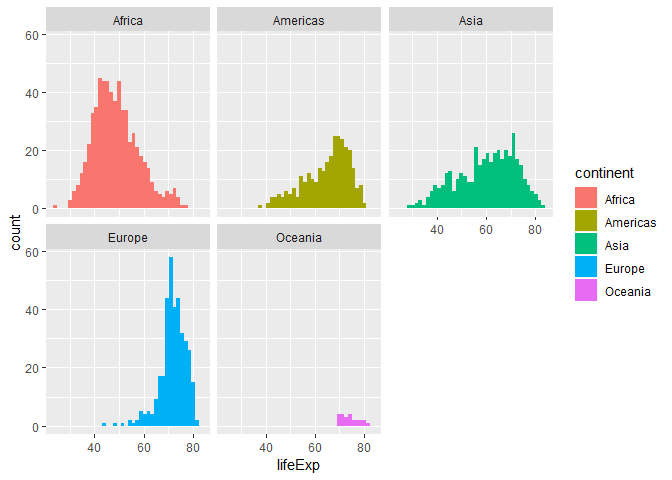 Africa
Americas
Asia
60
40
20
0
40
60
80
Europe
Oceania
60
40
20
0
40
60
80
40
60
80
lifeExp
count
continent
Africa
Americas
Asia
Europe
Oceania